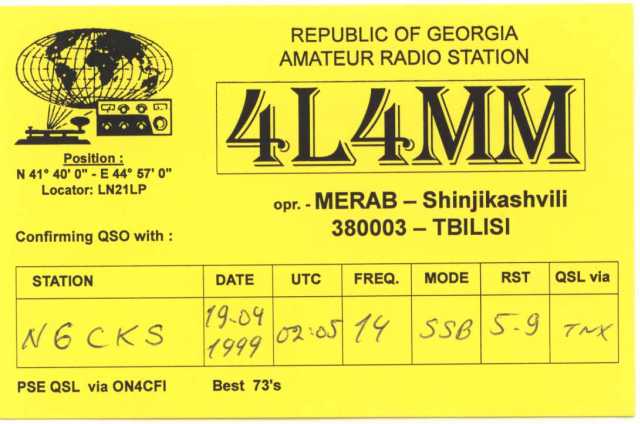 REPUBLIC OF GEORGIA
AMATEUR RADIO STATION
4L4MM
Position :
N 41° 40' 0" - E 44° 57' 0"
Locator: LN21LP
opr. - MERAB – Shinjikashvili
380003 – TBILISI
Confirming QSO with :
STATION DATE UTC FREQ. MODE RST QSL via
N6CKS 19-04 1999 02:05 14 SSB 5-9 TNX
PSE QSL via ON4CFI Best 73's